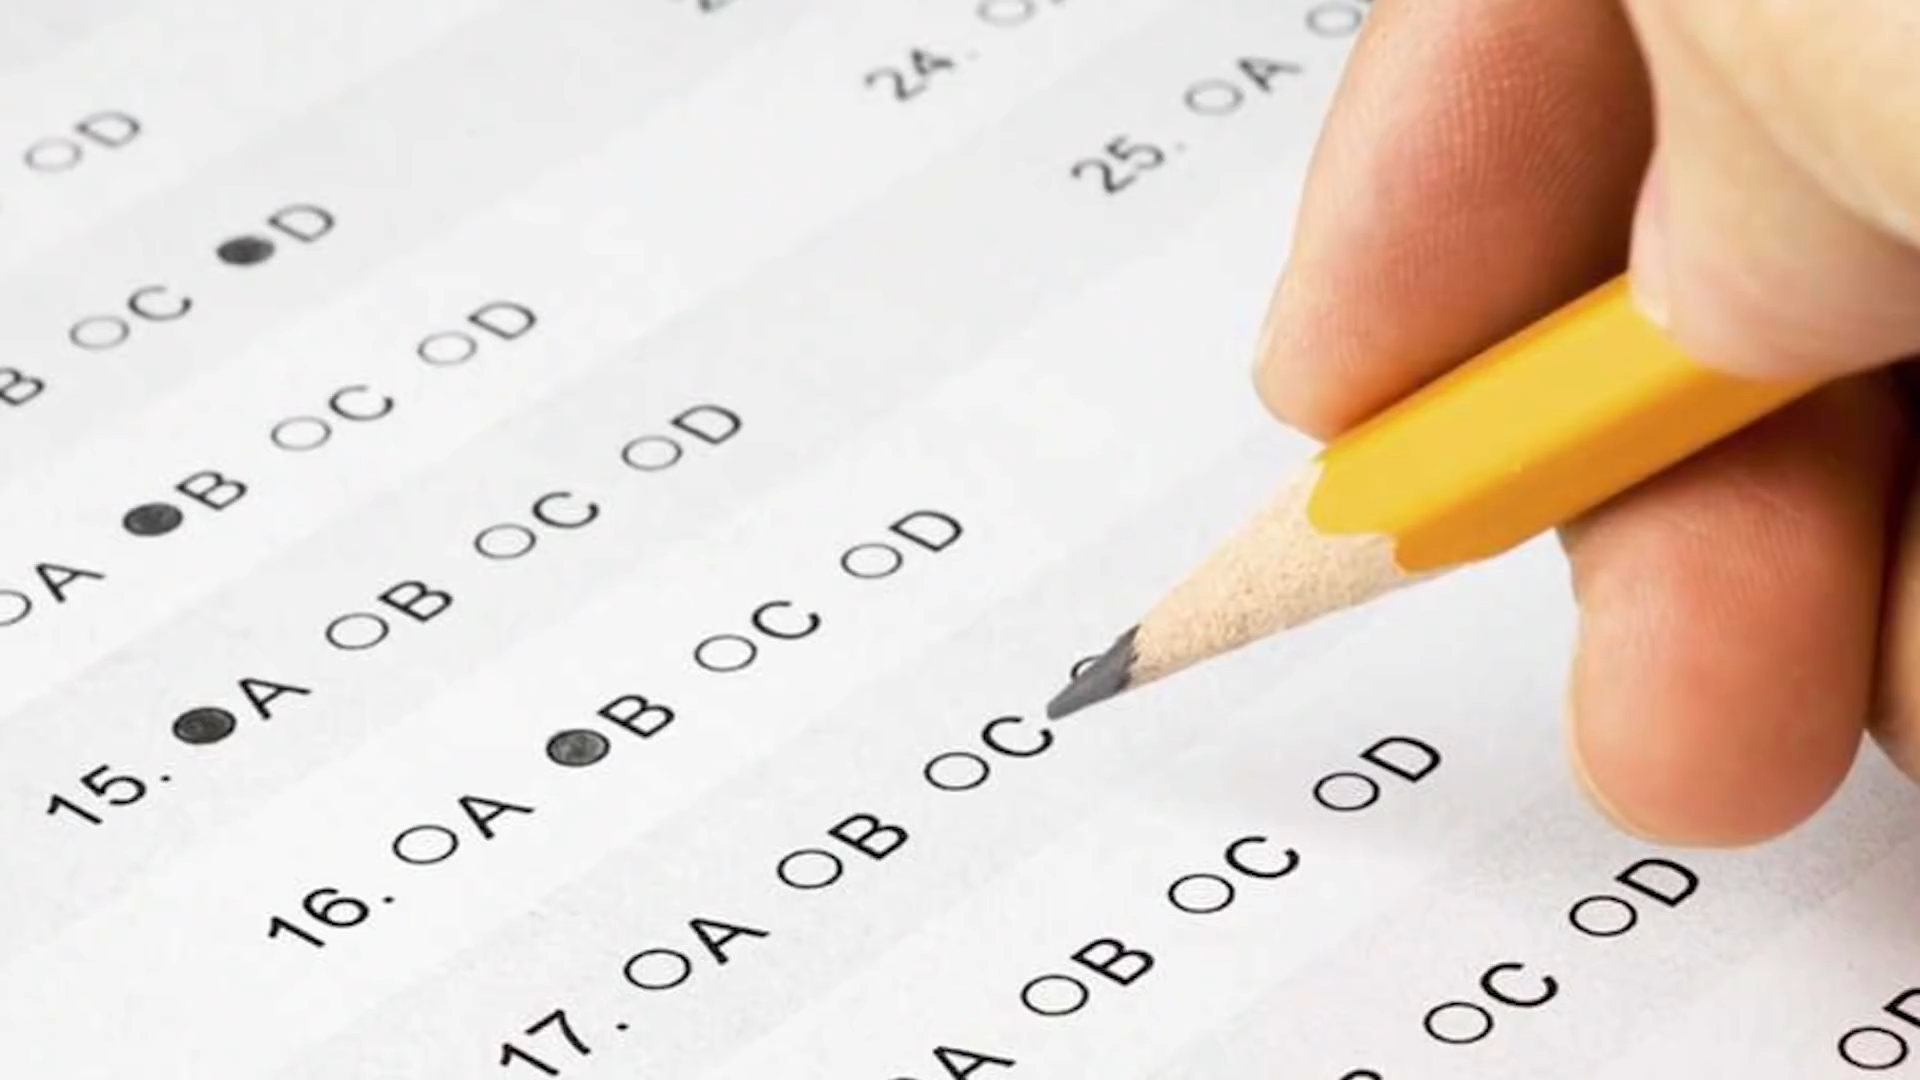 D
B C D
A B C D
15. A B C D
16. A B C D
17. A B C
A B C D
C D
24.
25. A